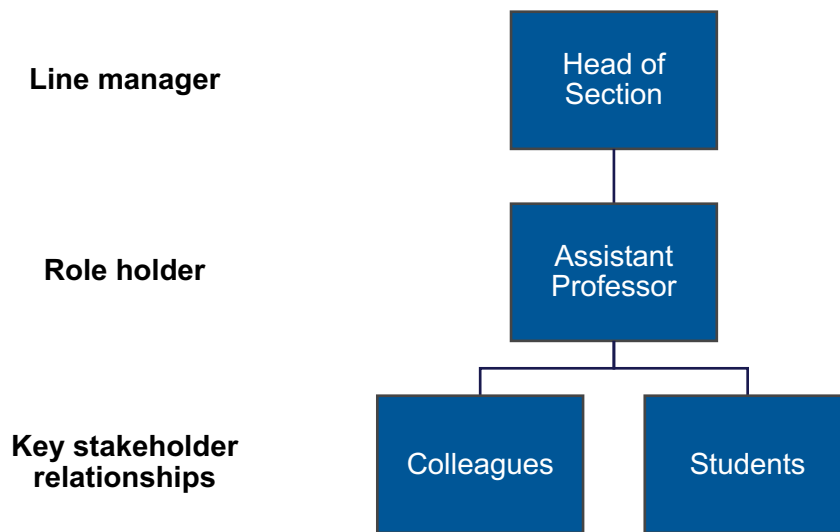 Line manager
Head of
Section
Role holder
Assistant
Professor
Key stakeholder
relationships
Colleagues
Students